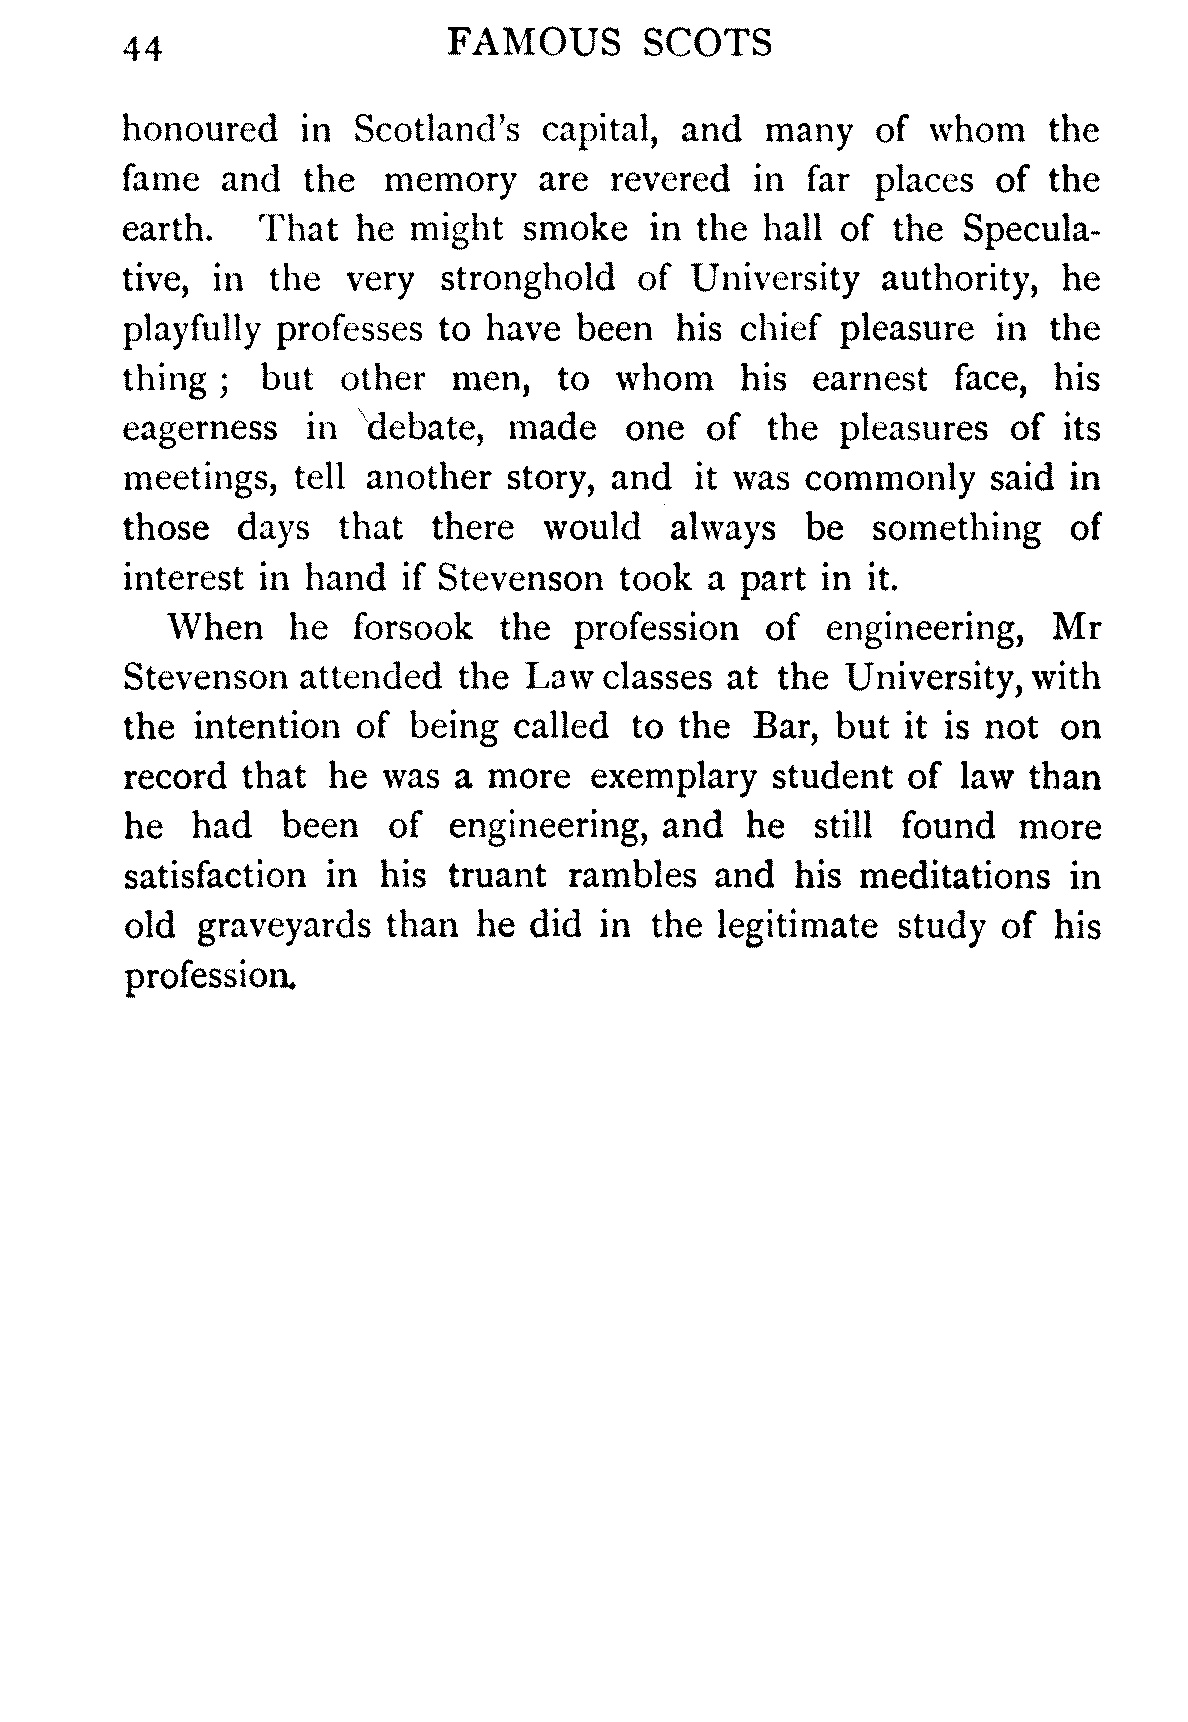 44 FAMOUS SCOTS
honoured in Scotland's capital, and many of whom the
fame and the memory are revered in far places of the
earth. That he might smoke in the hall of the Specula-
tive, in the very stronghold of University authority, he
playfully professes to have been his chief pleasure in the
thing ; but other men, to whom his earnest face, his
eagerness in debate, made one of the pleasures of its
meetings, tell another story, and it was commonly said in
those days that there would always be something of
interest in hand if Stevenson took a part in it.
When he forsook the profession of engineering, Mr
Stevenson attended the Law classes at the University, with
the intention of being called to the Bar, but it is not on
record that he was a more exemplary student of law than
he had been of engineering, and he still found more
satisfaction in his truant rambles and his meditations in
old graveyards than he did in the legitimate study of his
profession.